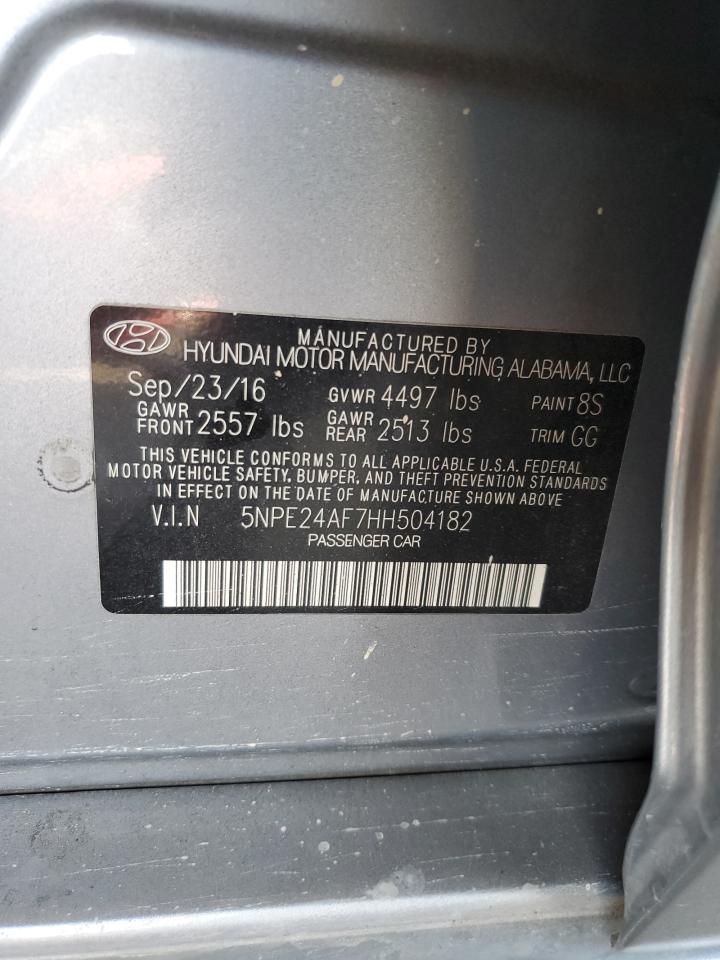 MANUFACTURED BY
HYUNDAI MOTOR MANUFACTURING ALABAMA, LLC
Sep/23/16 GVWR 4497 lbs PAINT 8S
GAWR FRONT 2557 lbs GAWR REAR 2513 lbs TRIM GG
THIS VEHICLE CONFORMS TO ALL APPLICABLE U.S.A. FEDERAL
MOTOR VEHICLE SAFETY, BUMPER, AND THEFT PREVENTION STANDARDS
IN EFFECT ON THE DATE OF MANUFACTURE SHOWN ABOVE
V.I.N 5NPE24AF7HH504182
PASSENGER CAR